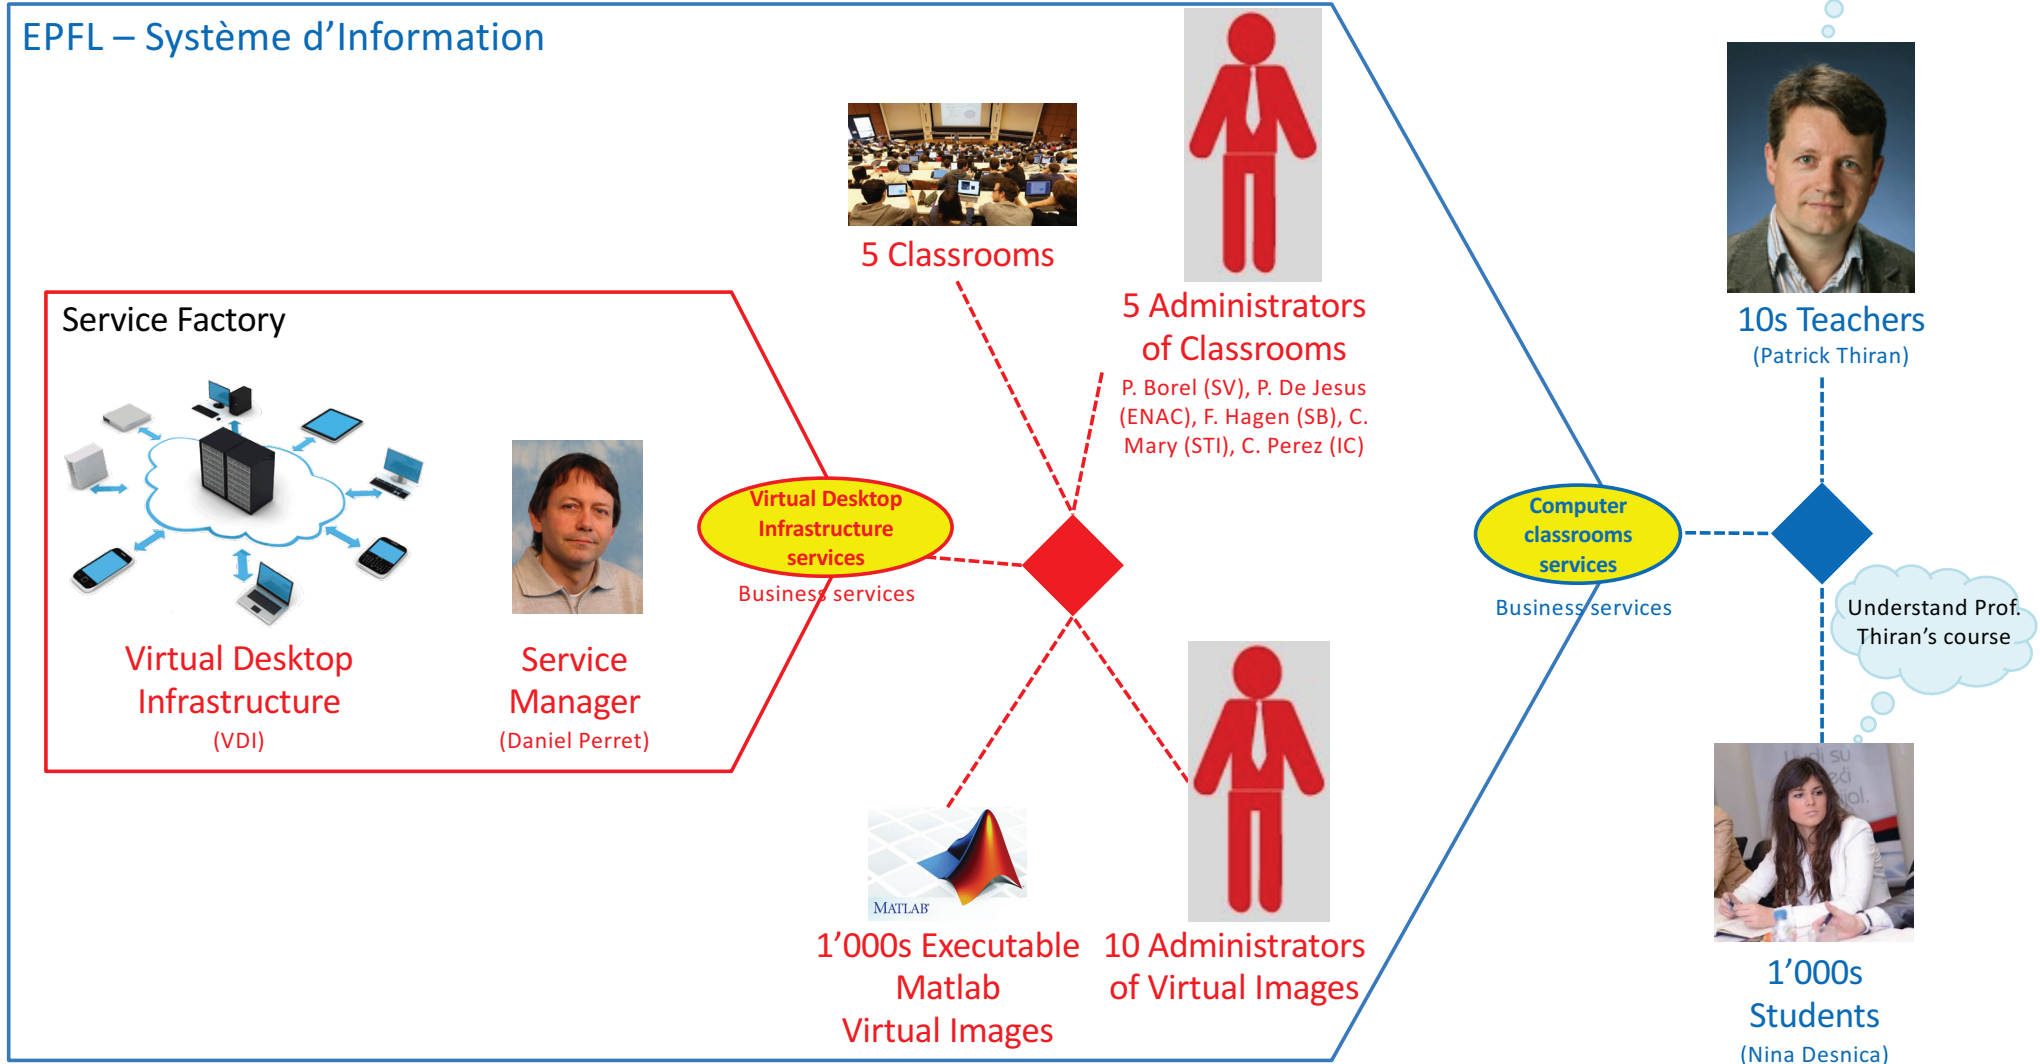 EPFL – Système d’Information
5 Classrooms
5 Administrators
of Classrooms
P. Borel (SV), P. De Jesus
(ENAC), F. Hagen (SB), C.
Mary (STI), C. Perez (IC)
10s Teachers
(Patrick Thiran)
Service Factory
Virtual Desktop
Infrastructure
(VDI)
Service
Manager
(Daniel Perret)
Virtual Desktop
Infrastructure
services
Business services
Computer
classrooms
services
Business services
Understand Prof.
Thiran’s course
MATLAB
1’000s Executable
Matlab
Virtual Images
10 Administrators
of Virtual Images
1’000s
Students
(Nina Desnica)